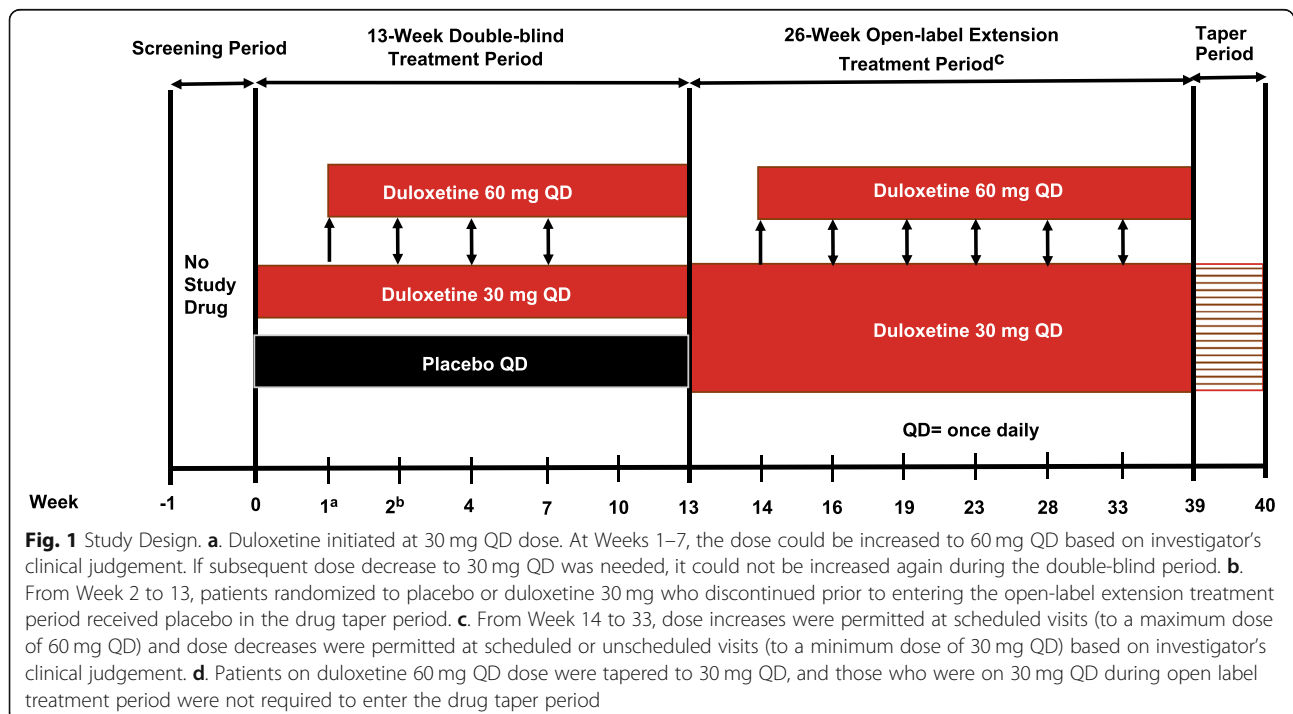 Screening Period
13-Week Double-blind
Treatment Period
26-Week Open-label Extension
Treatment Periodc
Taper
Period
Duloxetine 60 mg QD
Duloxetine 60 mg QD
No
Study
Drug
Duloxetine 30 mg QD
Duloxetine 30 mg QD
Placebo QD
QD= once daily
Week -1 0 1a 2b 4 7 10 13 14 16 19 23 28 33 39 40
Fig. 1 Study Design. a. Duloxetine initiated at 30 mg QD dose. At Weeks 1–7, the dose could be increased to 60 mg QD based on investigator’s
clinical judgement. If subsequent dose decrease to 30 mg QD was needed, it could not be increased again during the double-blind period. b.
From Week 2 to 13, patients randomized to placebo or duloxetine 30 mg who discontinued prior to entering the open-label extension treatment
period received placebo in the drug taper period. c. From Week 14 to 33, dose increases were permitted at scheduled visits (to a maximum dose
of 60 mg QD) and dose decreases were permitted at scheduled or unscheduled visits (to a minimum dose of 30 mg QD) based on investigator’s
clinical judgement. d. Patients on duloxetine 60 mg QD dose were tapered to 30 mg QD, and those who were on 30 mg QD during open label
treatment period were not required to enter the drug taper period